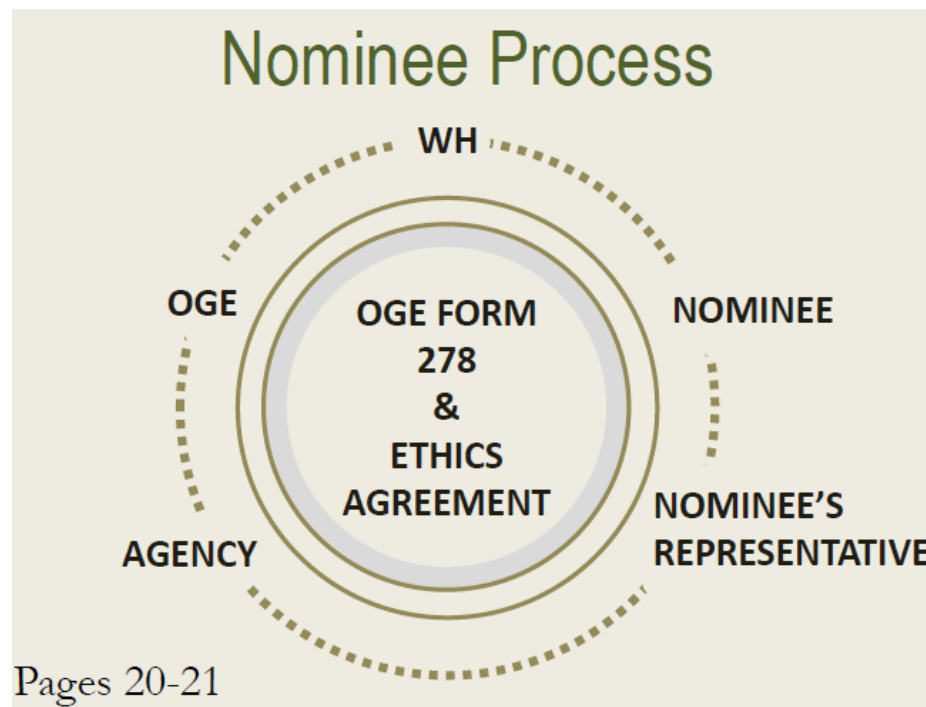 Nominee Process
WH
OGE
NOMINEE
OGE FORM
278
&
ETHICS
AGREEMENT
AGENCY
NOMINEE'S
REPRESENTATIVE
Pages 20-21